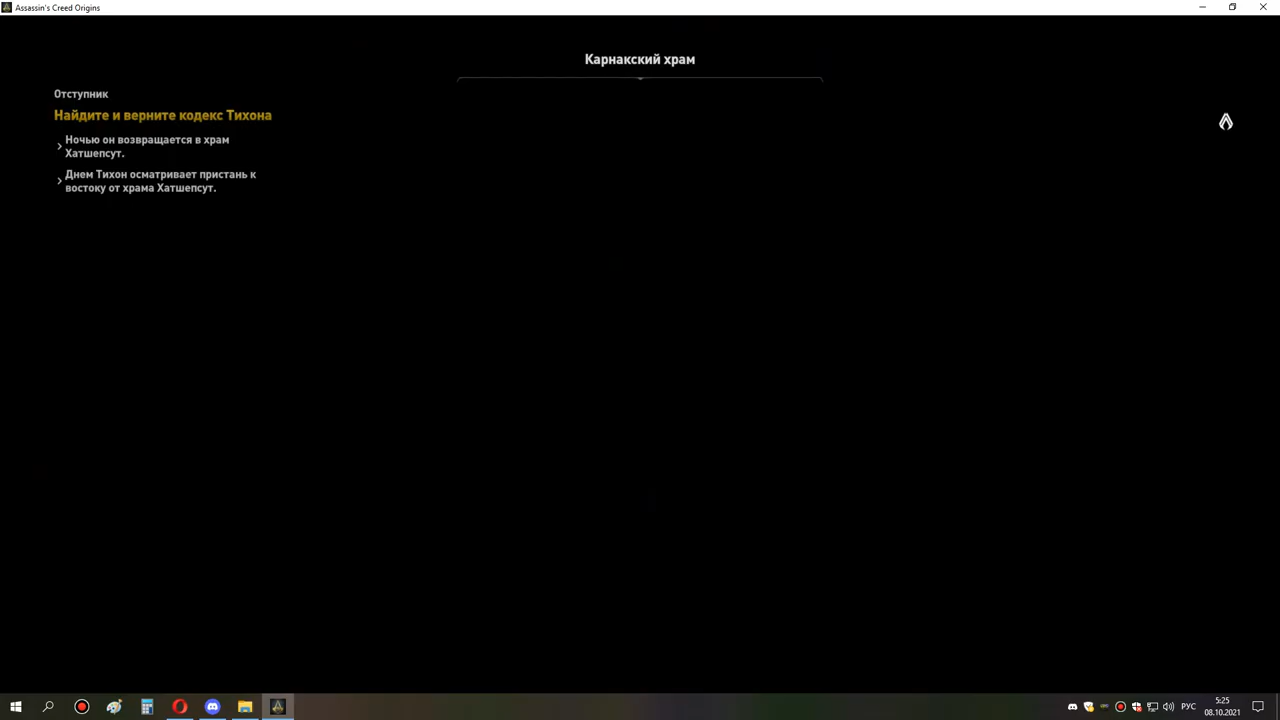 Assassin's Creed Origins
Карнакский храм
Отступник
Найдите и верните кодекс Тихона
Ночью он возвращается в храм
Хатшепсут.
Днем Тихон осматривает пристань к
востоку от храма Хатшепсут.
РУС
5:25
08.10.2021